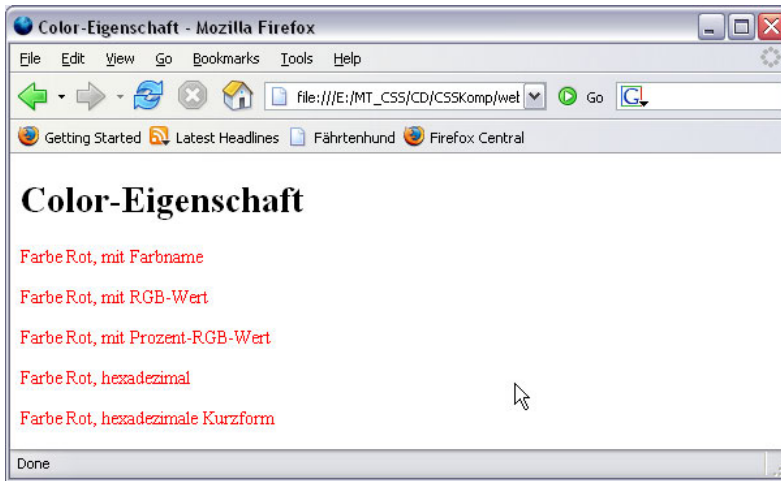 Color-Eigenschaft - Mozilla Firefox
File Edit View Go Bookmarks Tools Help
file:///E:/MT_CSS/CD/CSSKomp/wet Go G
Getting Started Latest Headlines Fährtenhund Firefox Central
Color-Eigenschaft
Farbe Rot, mit Farbname
Farbe Rot, mit RGB-Wert
Farbe Rot, mit Prozent-RGB-Wert
Farbe Rot, hexadezimal
Farbe Rot, hexadezimale Kurzform
Done